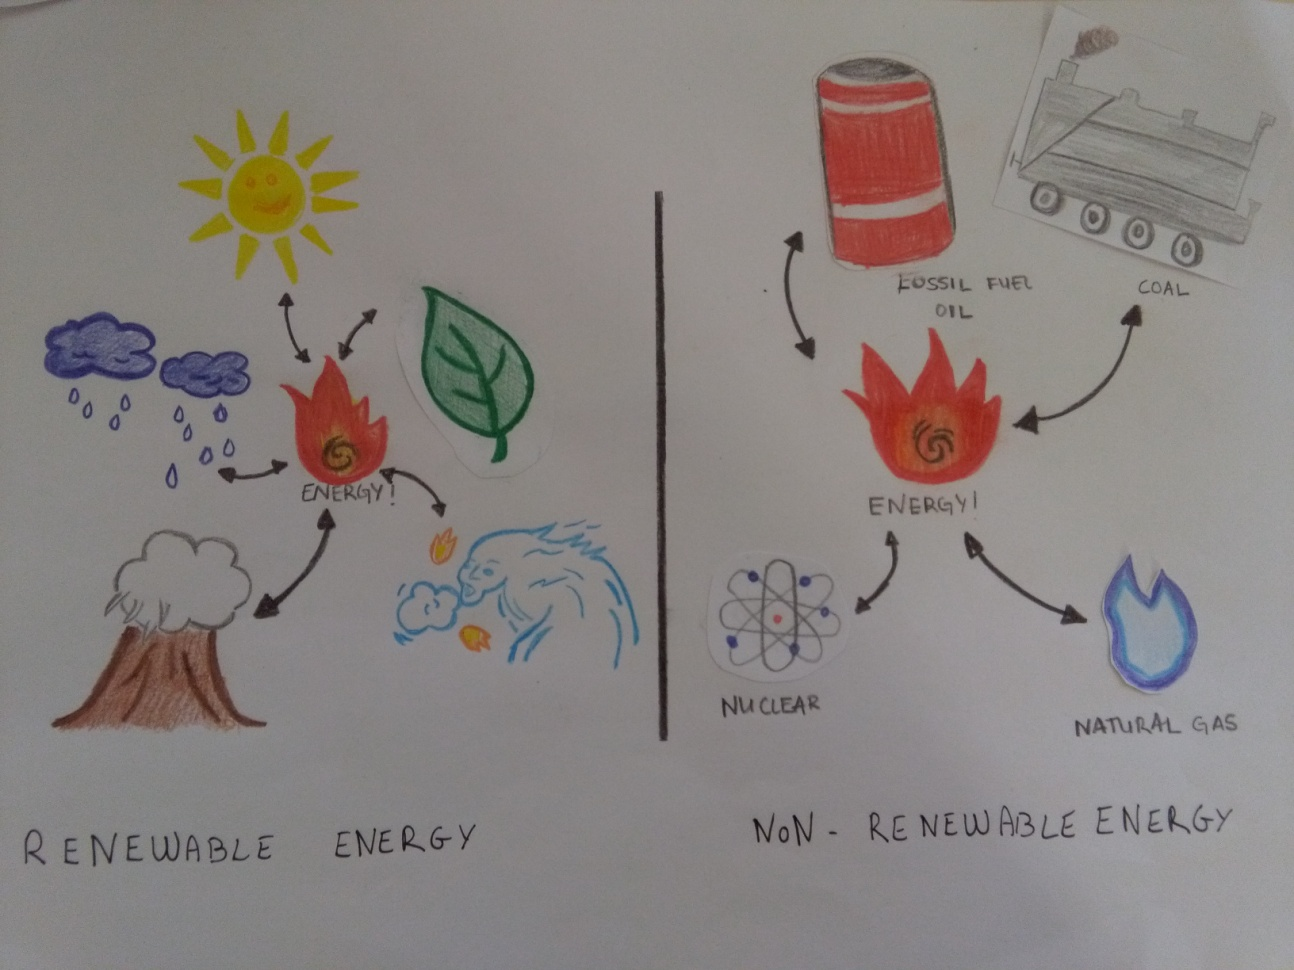 FOSSIL FUEL
OIL
COAL
ENERGY!
ENERGY!
NUCLEAR
NATURAL GAS
RENEWABLE ENERGY
NON - RENEWABLE ENERGY